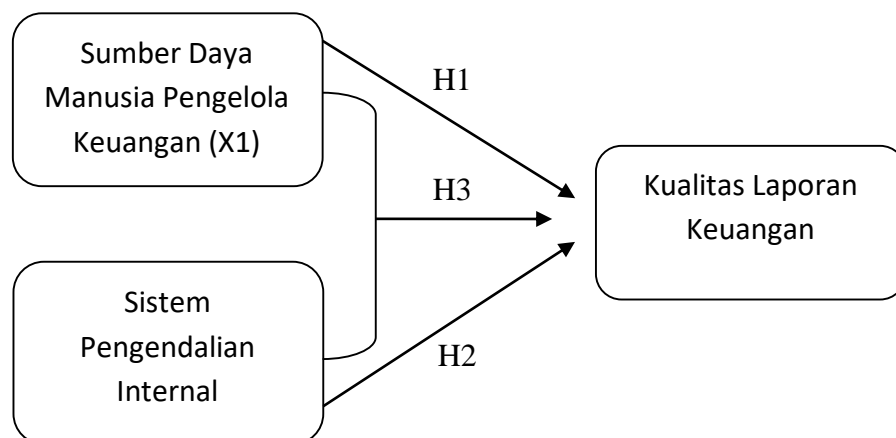 Sumber Daya
Manusia Pengelola
Keuangan (X1)
H1
H3
Kualitas Laporan
Keuangan
Sistem
Pengendalian
Internal
H2